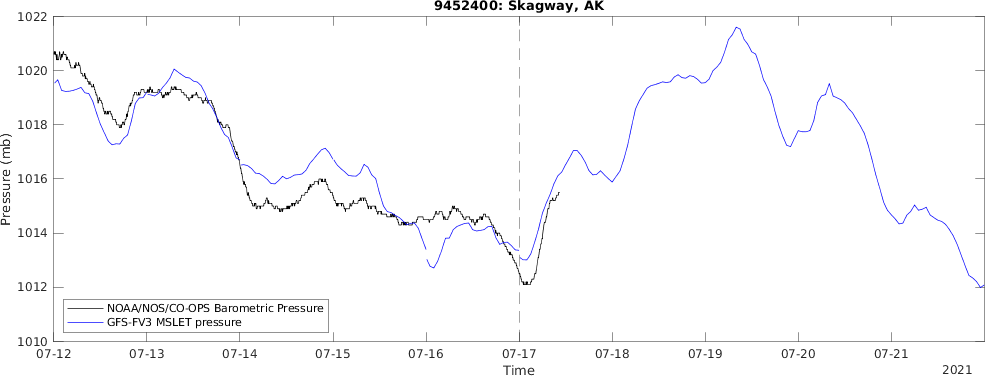 9452400: Skagway, AK
Pressure (mb)
1022
1020
1018
1016
1014
1012
1010
NOAA/NOS/CO-OPS Barometric Pressure
GFS-FV3 MSLET pressure
07-12 07-13 07-14 07-15 07-16 07-17 07-18 07-19 07-20 07-21
Time
2021